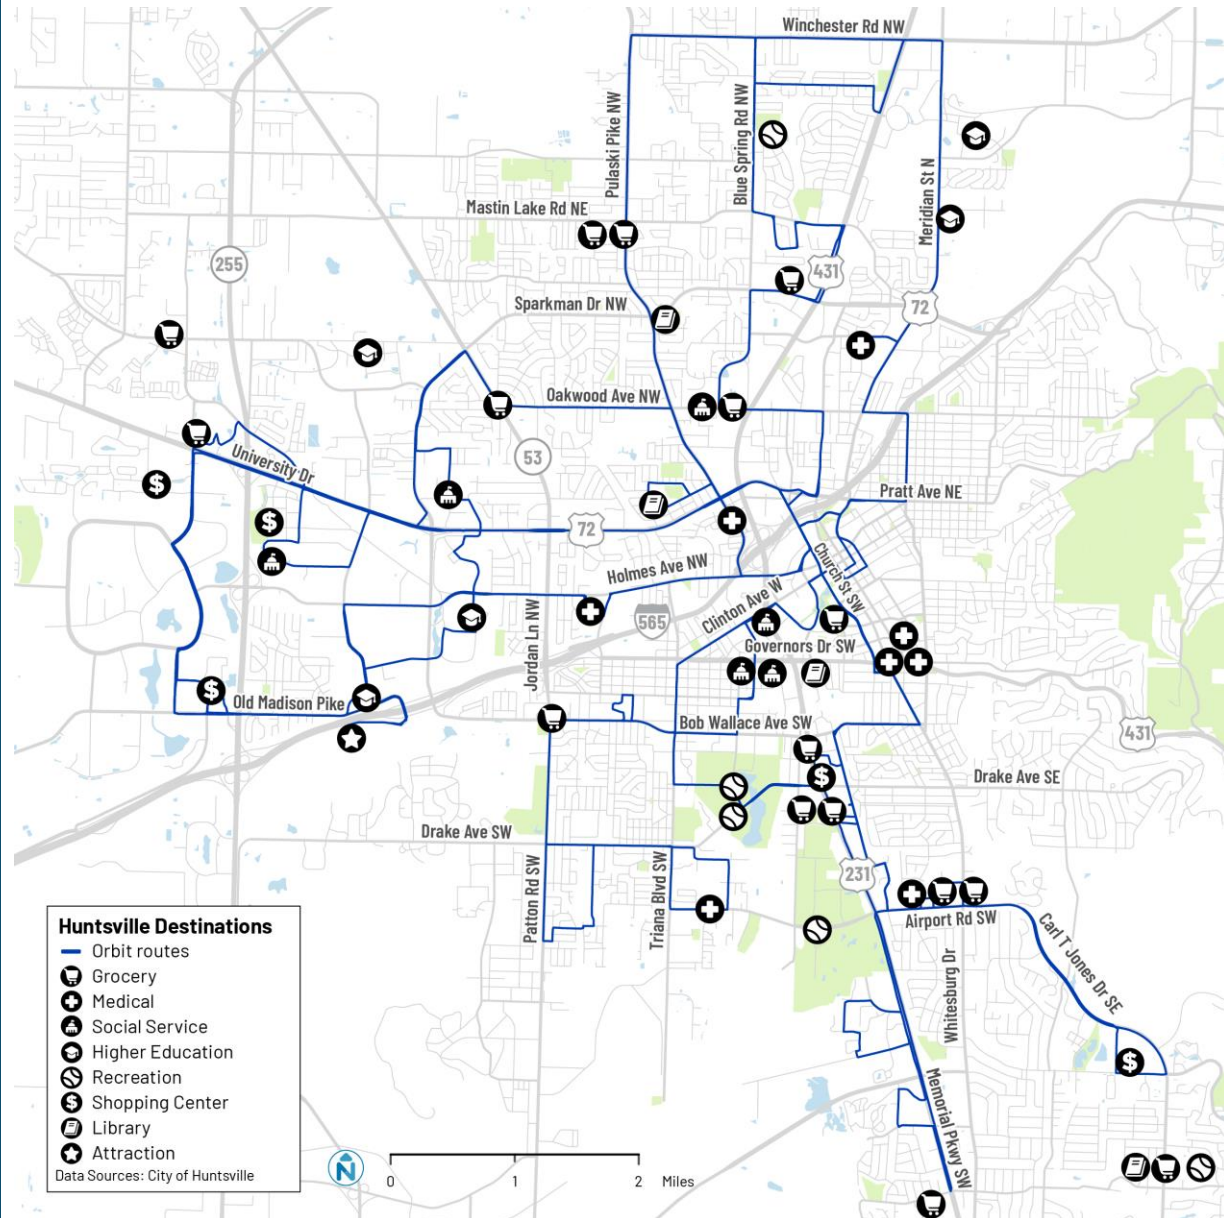 Winchester Rd NW
Pulaski Pike NW
Blue Spring Rd NW
Meridian St N
Mastin Lake Rd NE
255
431
Sparkman Dr NW
72
Oakwood Ave NW
University Dr
53
Pratt Ave NE
72
Holmes Ave NW
Church St SW
Clinton Ave W
565
Jordan Ln NW
Governors Dr SW
Old Madison Pike
Bob Wallace Ave SW
431
Drake Ave SE
Drake Ave SW
Patton Rd SW
Triana Blvd SW
231
Airport Rd SW
Carl T Jones Dr SE
Whitesburg Dr
Memorial Pkwy SW
Huntsville Destinations
Orbit routes
Grocery
Medical
Social Service
Higher Education
Recreation
Shopping Center
Library
Attraction
Data Sources: City of Huntsville
N
0 1 2 Miles